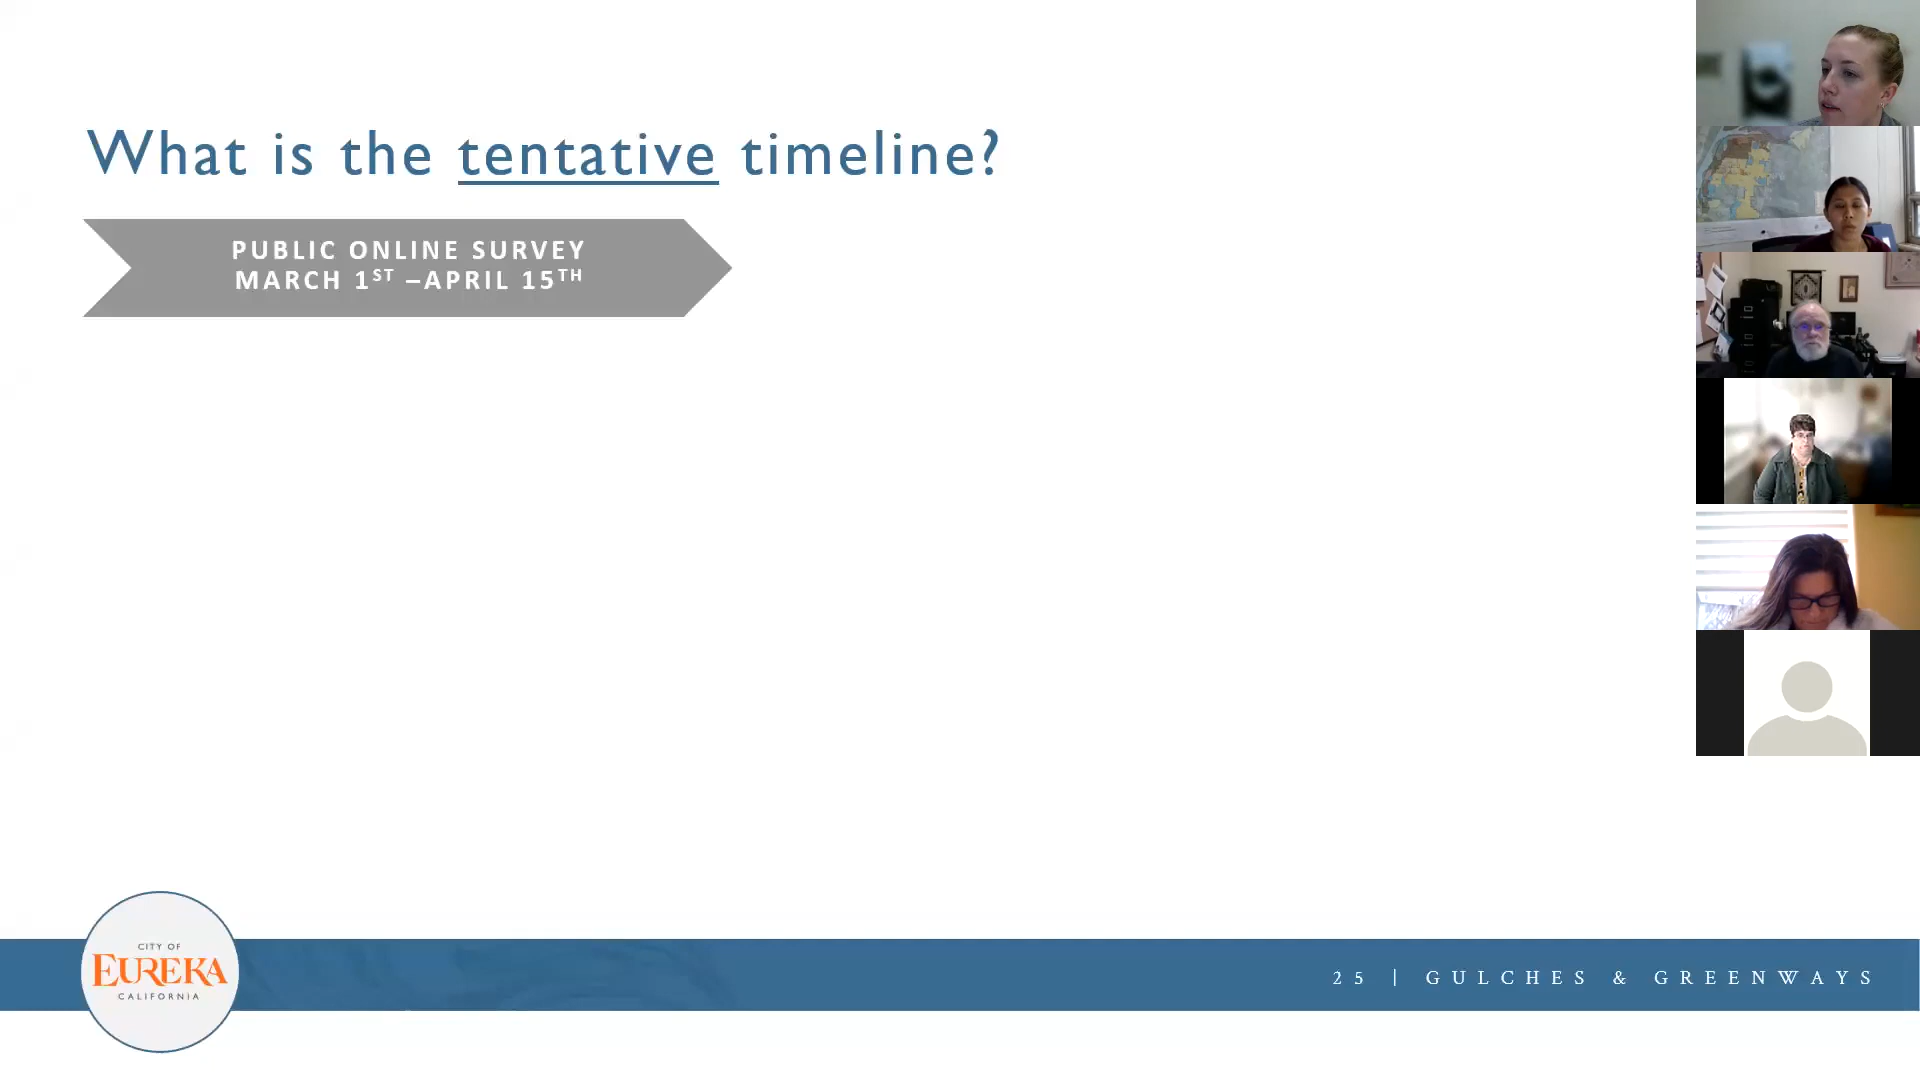 What is the tentative timeline?
PUBLIC ONLINE SURVEY
MARCH 1ST –APRIL 15TH
CITY OF
EUREKA
CALIFORNIA
25 | GULCHES & GREENWAYS